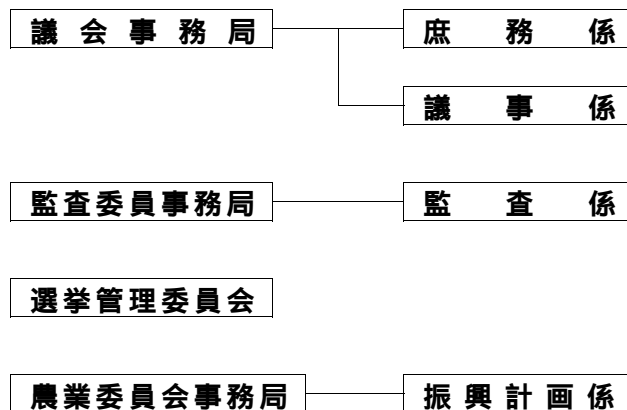 議会事務局 庶務係
議事係
監査委員事務局 監査係
選挙管理委員会
農業委員会事務局 振興計画係